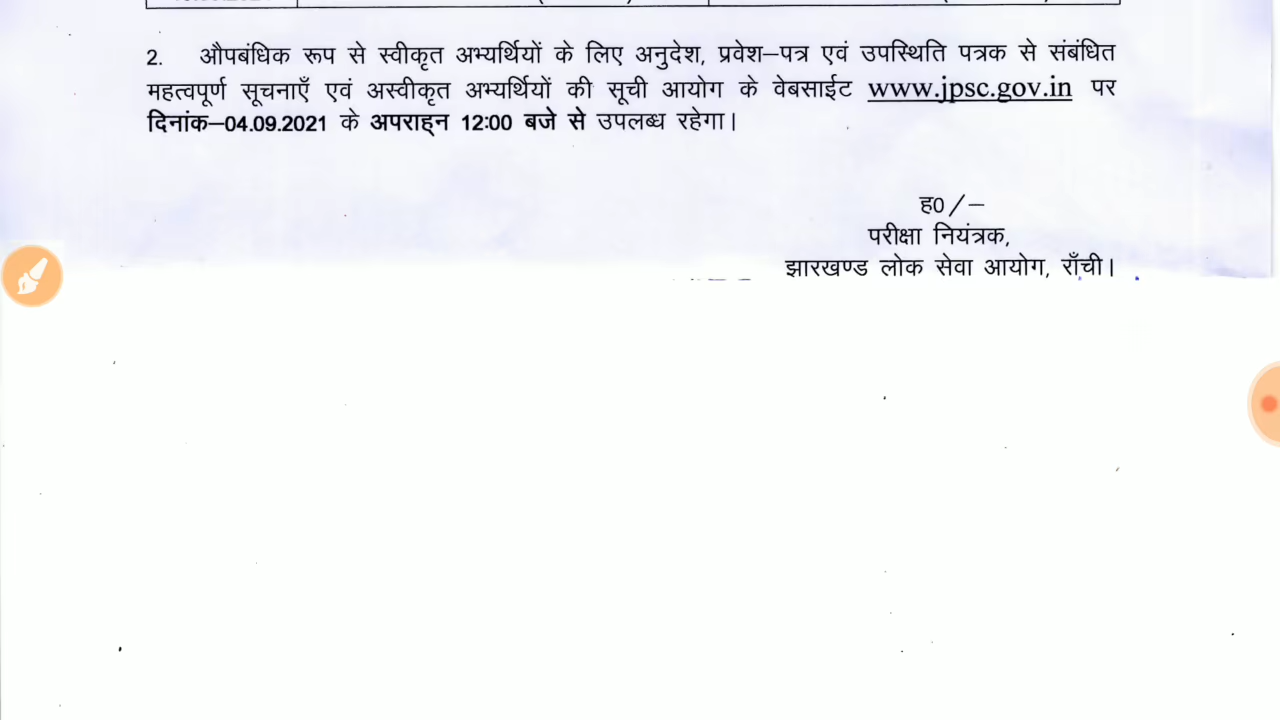 2. औपबंधिक रूप से स्वीकृत अभ्यर्थियों के लिए अनुदेश, प्रवेश–पत्र एवं उपस्थिति पत्रक से संबंधित
महत्वपूर्ण सूचनाएँ एवं अस्वीकृत अभ्यर्थियों की सूची आयोग के वेबसाईट www.jpsc.gov.in पर
दिनांक–04.09.2021 के अपराह्न 12:00 बजे से उपलब्ध रहेगा।
ह0/–
परीक्षा नियंत्रक,
झारखण्ड लोक सेवा आयोग, राँची।